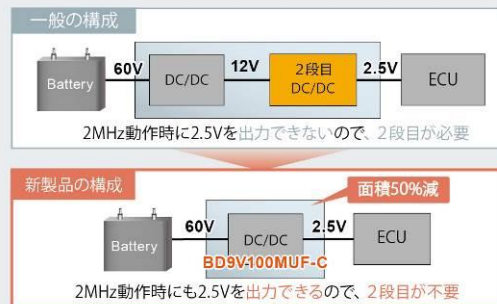 一般の構成
60V 12V 2.5V
Battery DC/DC 2段目 DC/DC ECU
2MHz動作時に2.5Vを出力できないので、2段目が必要
新製品の構成
面積50%減
60V 2.5V
Battery DC/DC ECU
BD9V100MUF-C
2MHz動作時にも2.5Vを出力できるので、2段目が不要